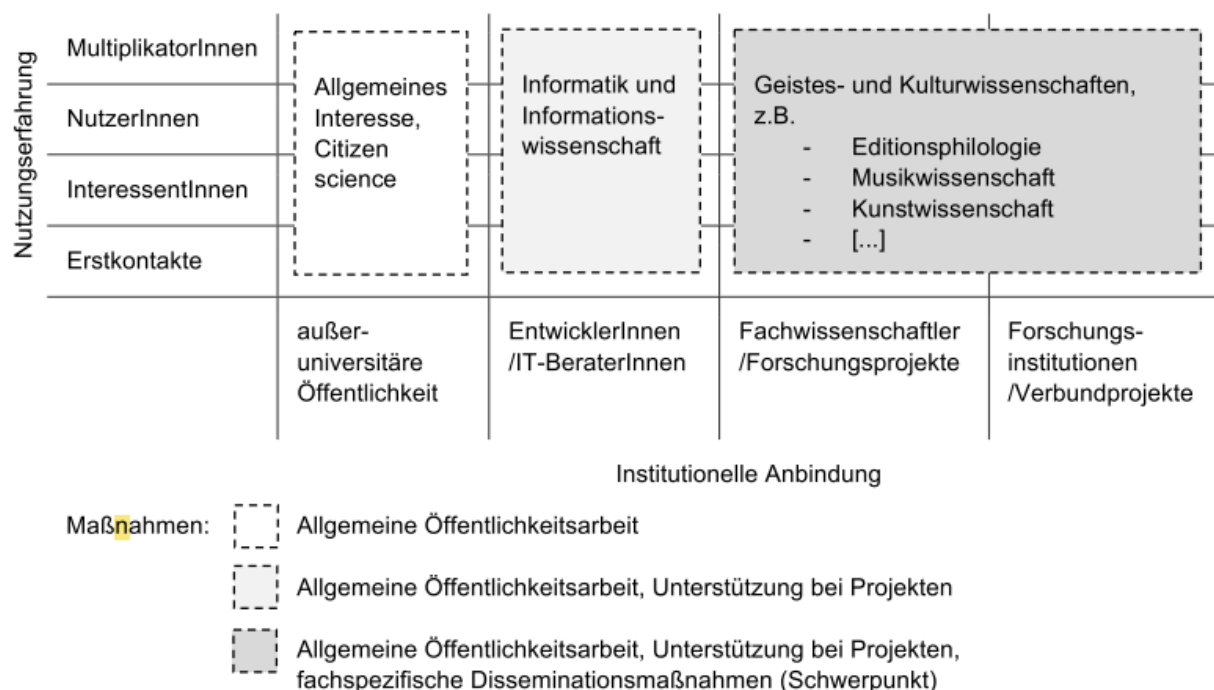 Nutzungserfahrung
MultiplikatorInnen
NutzerInnen
InteressentInnen
Erstkontakte
Allgemeines
Interesse,
Citizen
science
Informatik und
Informations-
wissenschaft
Geistes- und Kulturwissenschaften,
z.B.
- Editionsphilologie
- Musikwissenschaft
- Kunstwissenschaft
- [...]
außer-
universitäre
Öffentlichkeit
EntwicklerInnen
/IT-BeraterInnen
Fachwissenschaftler
/Forschungsprojekte
Forschungs-
institutionen
/Verbundprojekte
Institutionelle Anbindung
Maßnahmen:
Allgemeine Öffentlichkeitsarbeit
Allgemeine Öffentlichkeitsarbeit, Unterstützung bei Projekten
Allgemeine Öffentlichkeitsarbeit, Unterstützung bei Projekten,
fachspezifische Disseminationsmaßnahmen (Schwerpunkt)